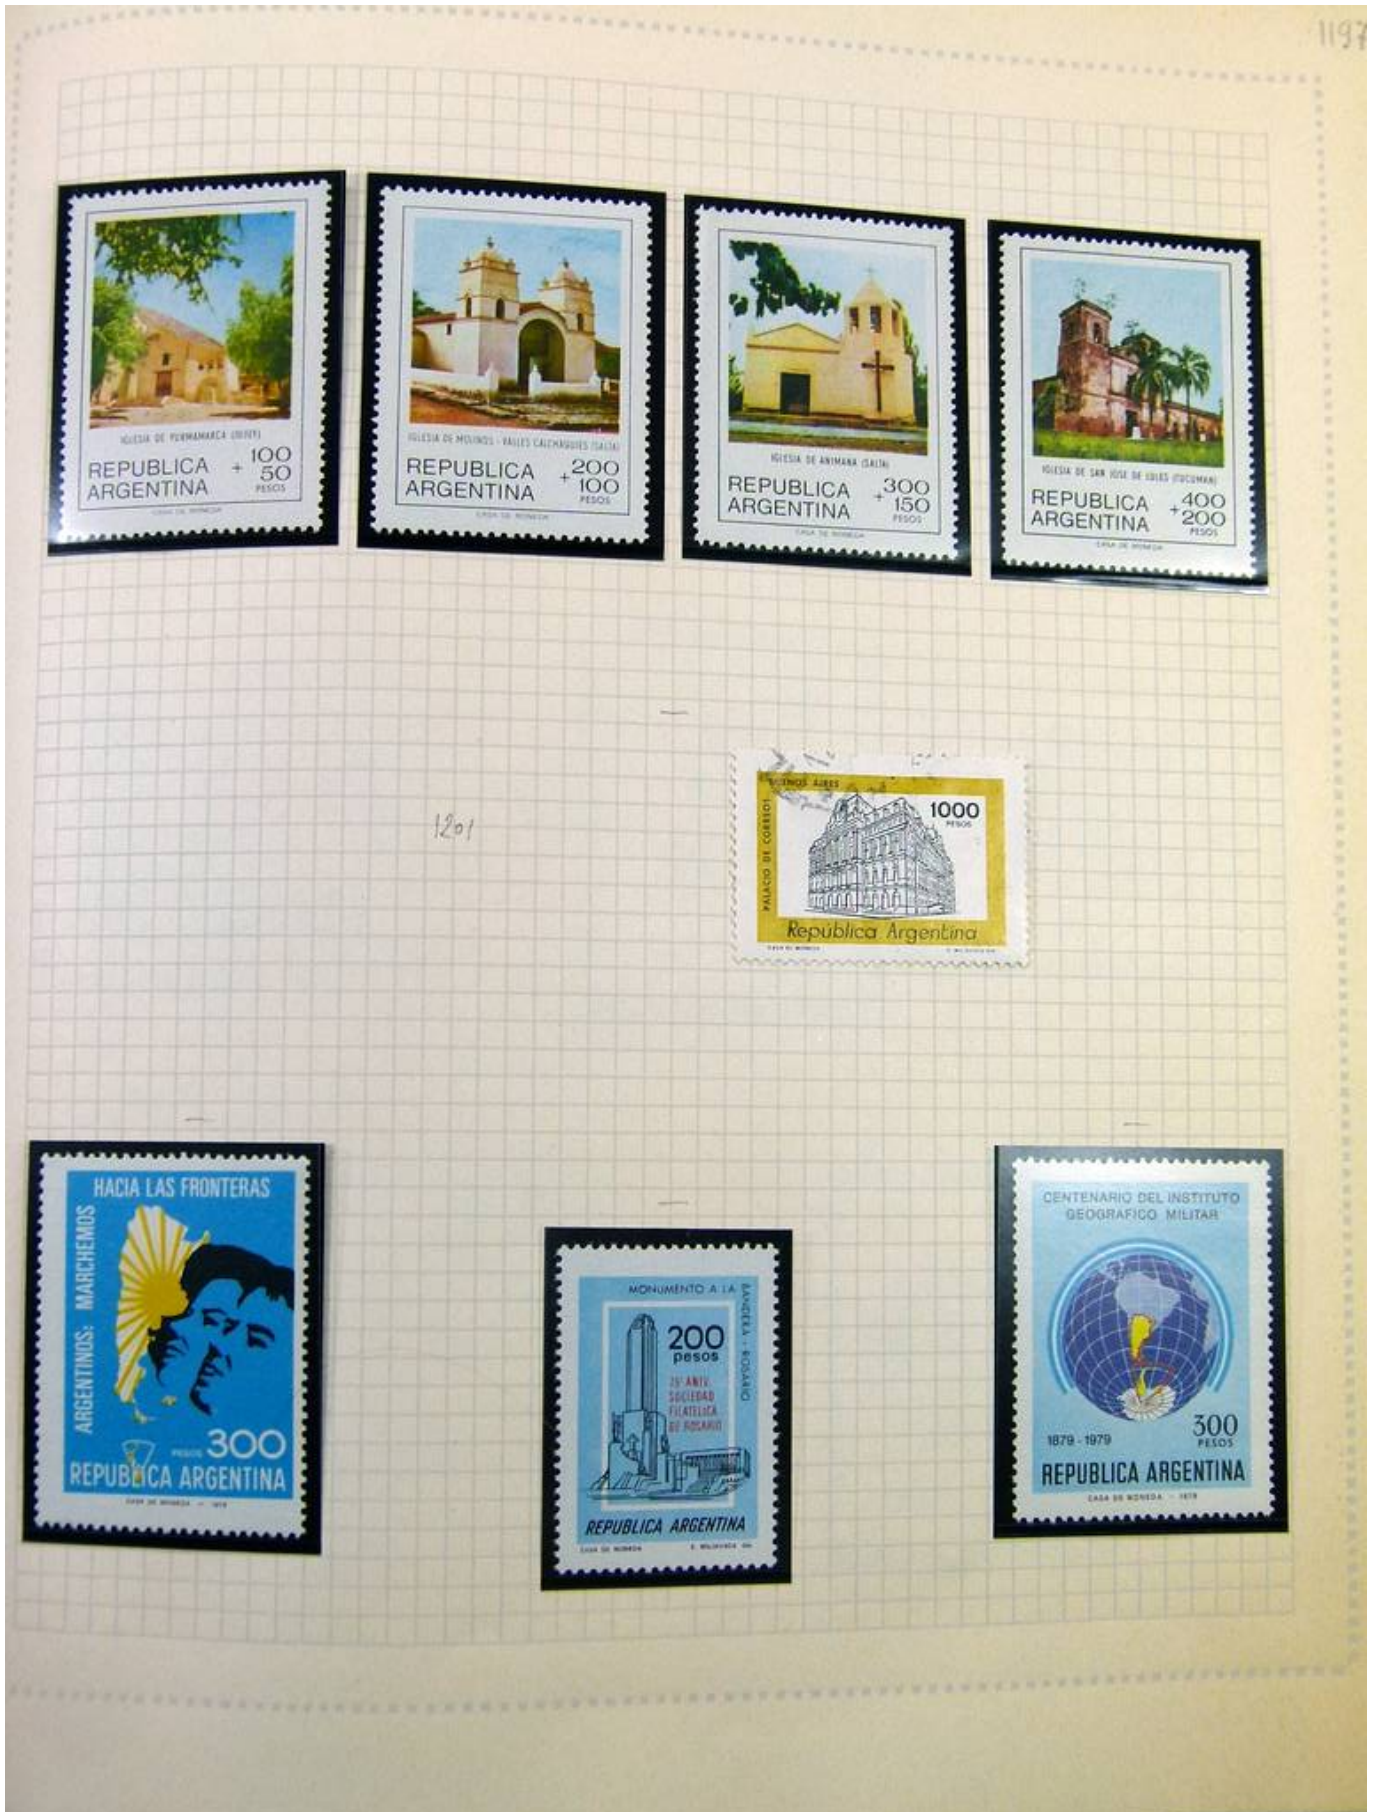 1197
IGLESIA DE PURMAMARCA (JUJUY)
REPUBLICA
ARGENTINA
100
+ 50
PESOS
CASA DE MONEDA
IGLESIA DE MOLINOS - VALLES CALCHAQUIES (SALTA)
REPUBLICA
ARGENTINA
200
+100
PESOS
CASA DE MONEDA
IGLESIA DE ANIMANA (SALTA)
REPUBLICA
ARGENTINA
300
+150
PESOS
CASA DE MONEDA
IGLESIA DE SAN JOSE DE LULES (TUCUMAN)
REPUBLICA
ARGENTINA
400
+200
PESOS
CASA DE MONEDA
1201
BUENOS AIRES
PALACIO DE CORREOS
1000
PESOS
República Argentina
CASA DE MONEDA
HACIA LAS FRONTERAS
ARGENTINOS: MARCHEMOS
PESOS 300
REPUBLICA ARGENTINA
CASA DE MONEDA - 1979
MONUMENTO A LA
BANDERA - ROSARIO
200
pesos
75° ANIV.
SOCIEDAD
FILATELICA
DE ROSARIO
REPUBLICA ARGENTINA
CASA DE MONEDA
CENTENARIO DEL INSTITUTO
GEOGRAFICO MILITAR
1879 - 1979
300
PESOS
REPUBLICA ARGENTINA
CASA DE MONEDA - 1979